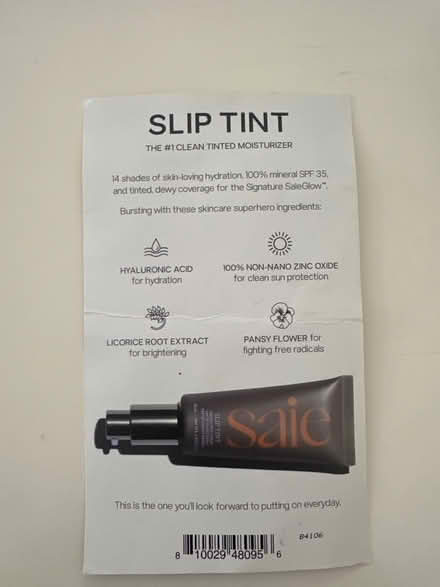 SLIP TINT
THE #1 CLEAN TINTED MOISTURIZER
14 shades of skin-loving hydration, 100% mineral SPF 35,
and tinted, dewy coverage for the Signature SaieGlow™.
Bursting with these skincare superhero ingredients:
HYALURONIC ACID
for hydration
100% NON-NANO ZINC OXIDE
for clean sun protection
LICORICE ROOT EXTRACT
for brightening
PANSY FLOWER for
fighting free radicals
saie
SLIP TINT
This is the one you'll look forward to putting on everyday.
B4106
8 10029 48095 6